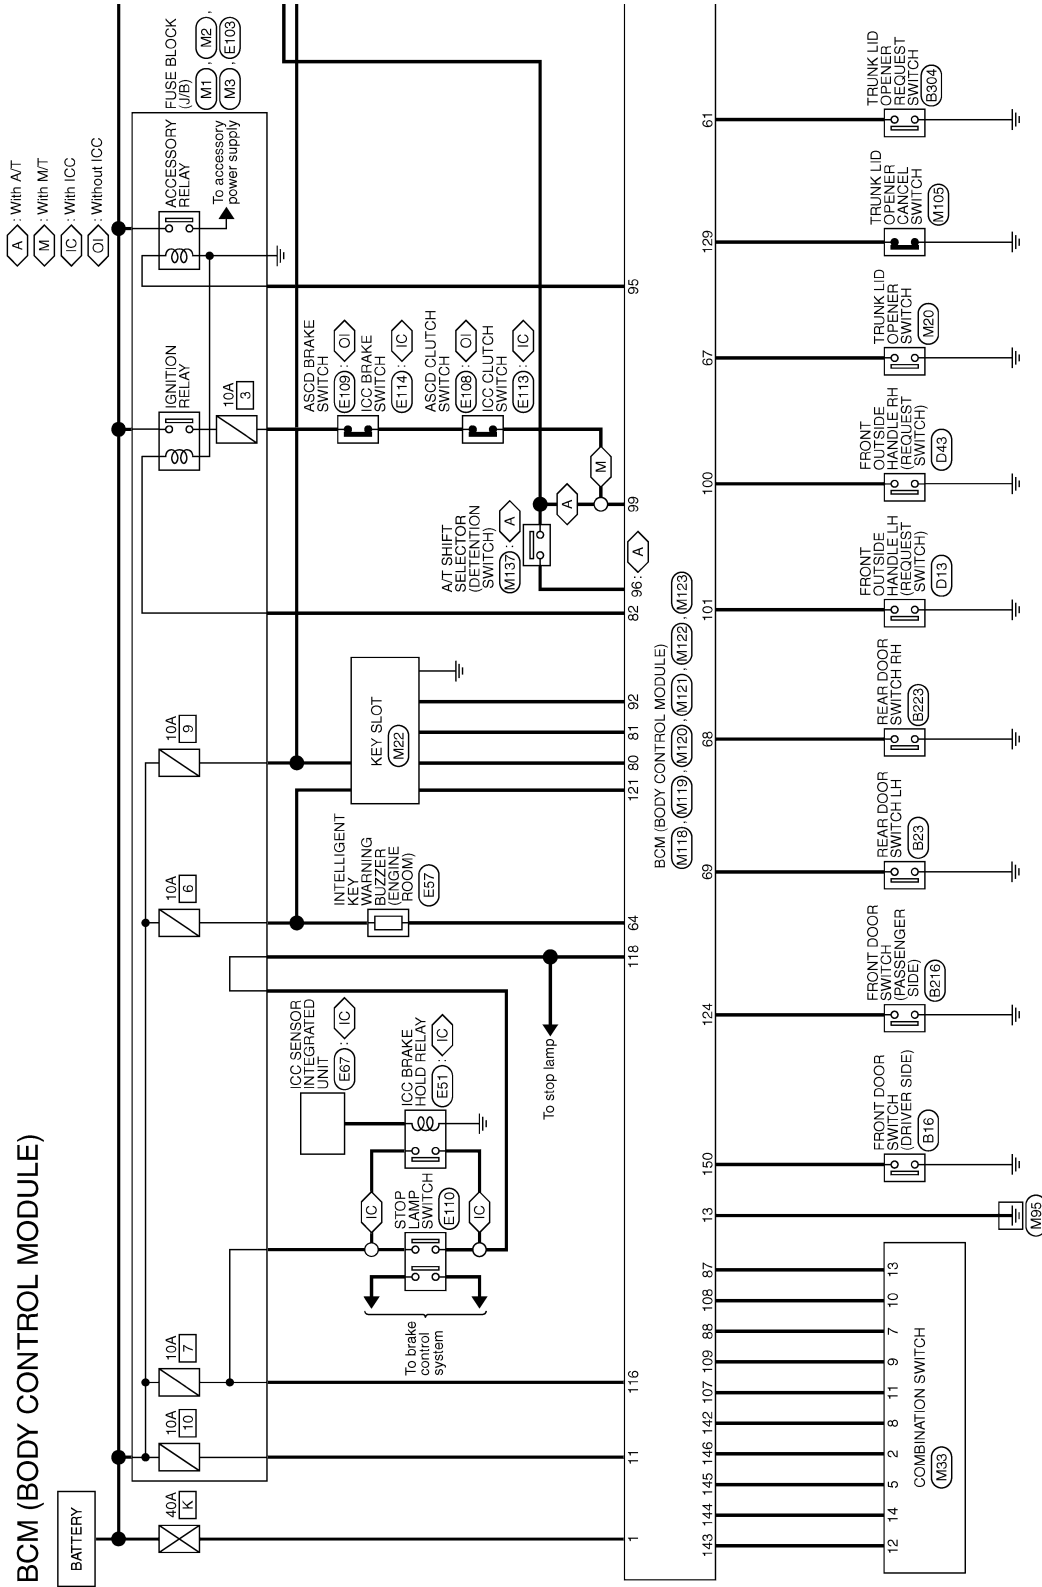 BCM (BODY CONTROL MODULE)
A : With A/T
M : With M/T
IC : With ICC
OI : Without ICC
BATTERY
40A
K
10A
10
10A
7
10A
6
10A
9
IGNITION
RELAY
10A
3
ACCESSORY
RELAY
To accessory
power supply
FUSE BLOCK
(J/B)
M1 , M2 ,
M3 , E103
To brake
control
system
IC
STOP
LAMP
SWITCH
E110
IC
ICC SENSOR
INTEGRATED
UNIT
E67 : IC
ICC BRAKE
HOLD RELAY
E51 : IC
To stop lamp
INTELLIGENT
KEY
WARNING
BUZZER
(ENGINE
ROOM)
E57
KEY SLOT
M22
A/T SHIFT
SELECTOR
(DETENTION
SWITCH)
M137 : A
ASCD BRAKE
SWITCH
E109 : OI
ICC BRAKE
SWITCH
E114 : IC
ASCD CLUTCH
SWITCH
E108 : OI
ICC CLUTCH
SWITCH
E113 : IC
A
M
1
11
116
118
64
121
80
81
92
82
96 : A
99
95
BCM (BODY CONTROL MODULE)
M118 , M119 , M120 , M121 , M122 , M123
143
144
145
146
142
107
109
88
108
87
13
150
124
69
68
101
100
67
129
61
12
14
5
2
8
11
9
7
10
13
COMBINATION SWITCH
M33
M95
FRONT DOOR
SWITCH
(DRIVER SIDE)
B16
FRONT DOOR
SWITCH
(PASSENGER
SIDE)
B216
REAR DOOR
SWITCH LH
B23
REAR DOOR
SWITCH RH
B223
FRONT
OUTSIDE
HANDLE LH
(REQUEST
SWITCH)
D13
FRONT
OUTSIDE
HANDLE RH
(REQUEST
SWITCH)
D43
TRUNK LID
OPENER
SWITCH
M20
TRUNK LID
OPENER
CANCEL
SWITCH
M105
TRUNK LID
OPENER
REQUEST
SWITCH
B304